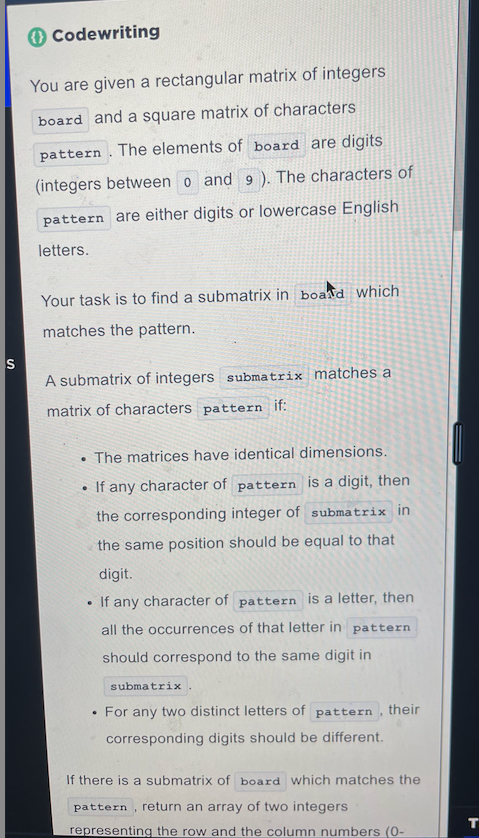 Codewriting
You are given a rectangular matrix of integers
board and a square matrix of characters
pattern . The elements of board are digits
(integers between 0 and 9 ). The characters of
pattern are either digits or lowercase English
letters.
Your task is to find a submatrix in board which
matches the pattern.
S
A submatrix of integers submatrix matches a
matrix of characters pattern if:
• The matrices have identical dimensions.
• If any character of pattern is a digit, then
the corresponding integer of submatrix in
the same position should be equal to that
digit.
• If any character of pattern is a letter, then
all the occurrences of that letter in pattern
should correspond to the same digit in
submatrix .
• For any two distinct letters of pattern , their
corresponding digits should be different.
If there is a submatrix of board which matches the
pattern , return an array of two integers
T
representing the row and the column numbers (0-